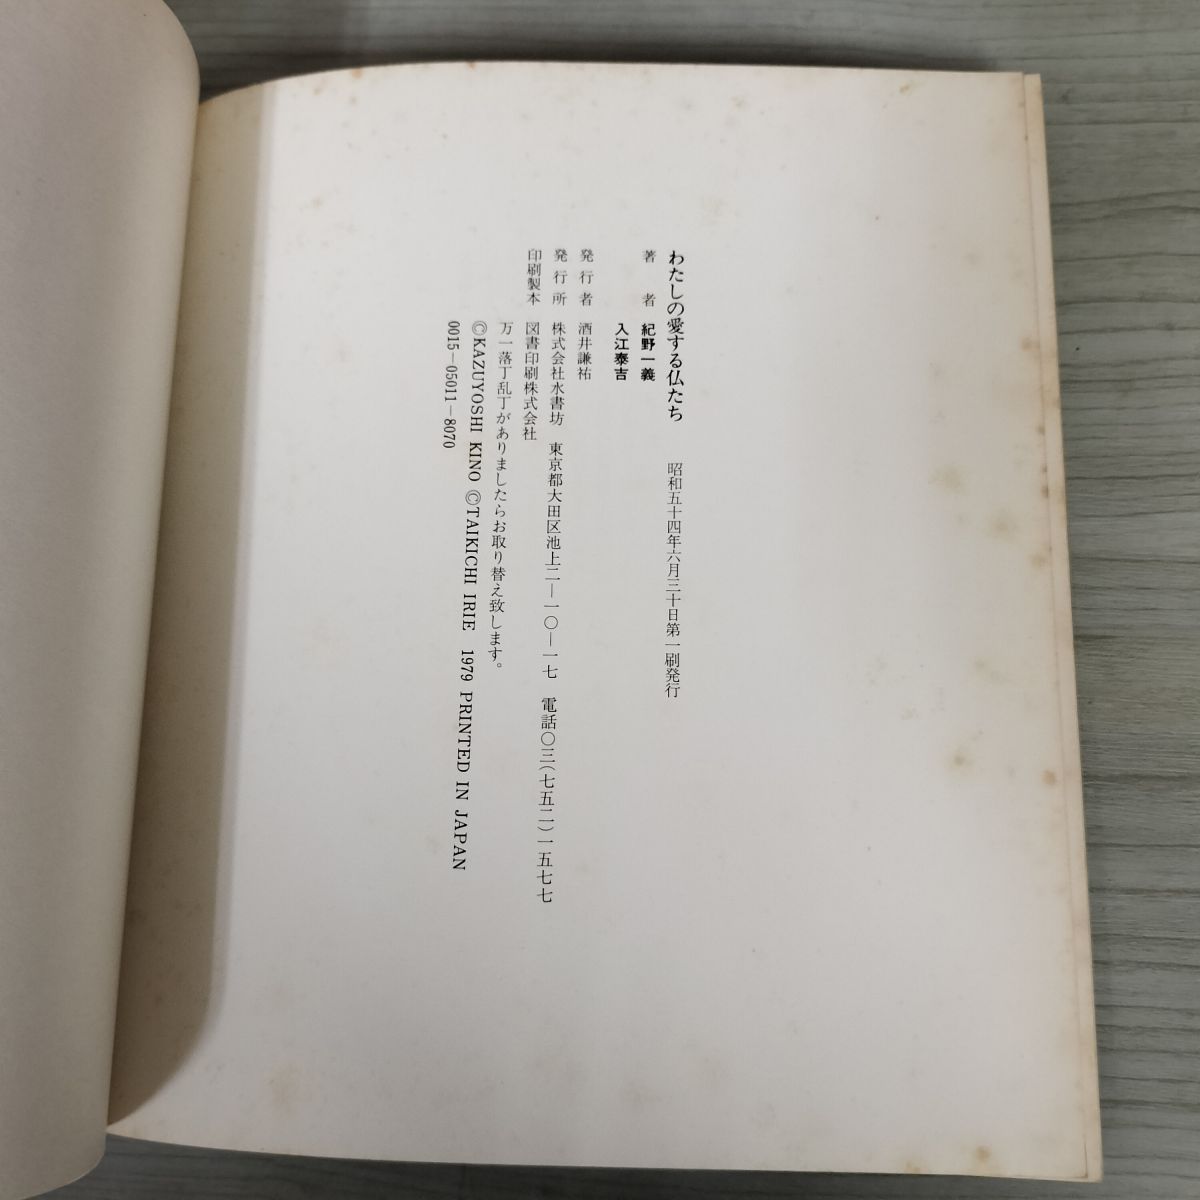 わたしの愛する仏たち　昭和五十四年六月三十日第一刷発行
著者　紀野一義
入江泰吉
発行者　酒井謙祐
発行所　株式会社水書坊　東京都大田区池上二―一〇―一七　電話〇三(七五二)一五七七
印刷製本　図書印刷株式会社
万一落丁乱丁がありましたらお取り替え致します。
©KAZUYOSHI KINO ©TAIKICHI IRIE 1979 PRINTED IN JAPAN
0015―05011―8070